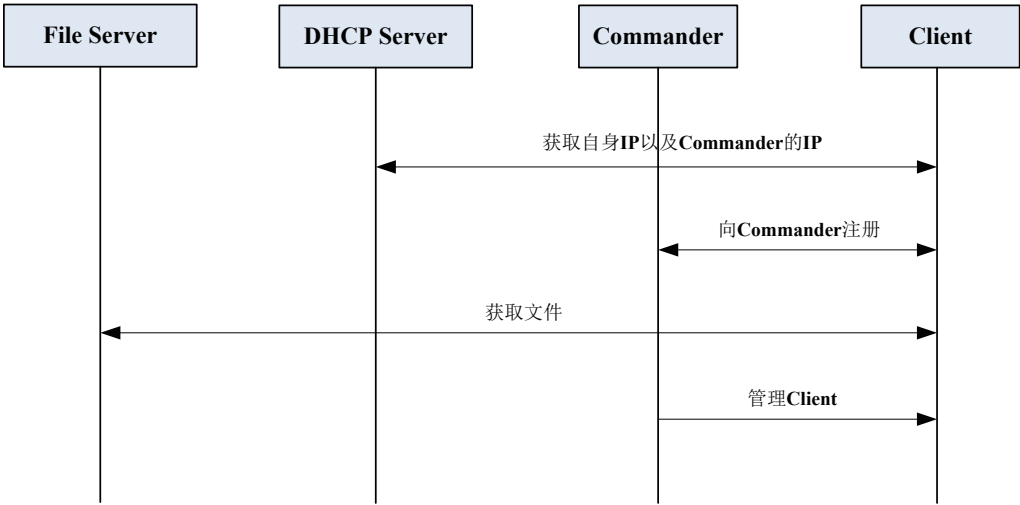 File Server
DHCP Server
Commander
Client
获取自身IP以及Commander的IP
向Commander注册
获取文件
管理Client